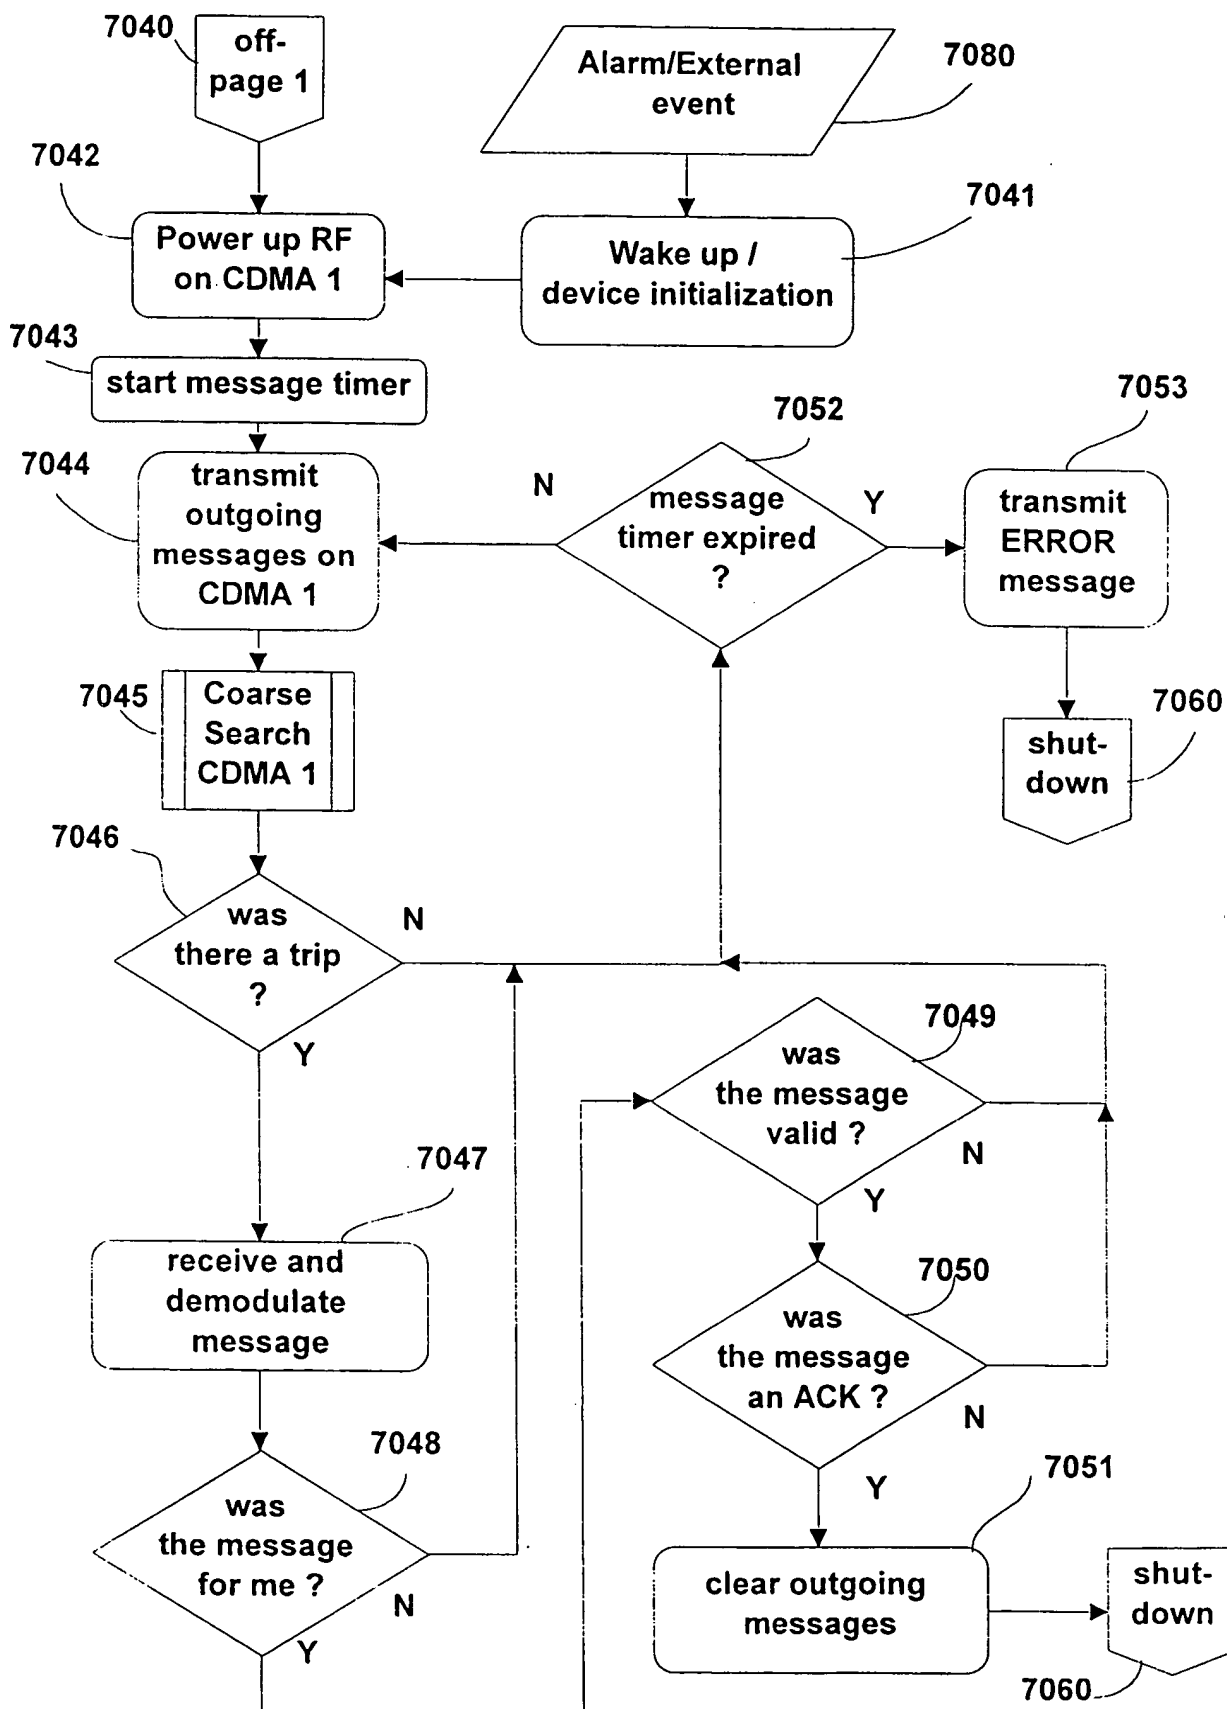 7040
off-
page 1
Alarm/External
event
7080
7042
7041
Power up RF
on CDMA 1
Wake up /
device initialization
7043
start message timer
7052
7053
7044
transmit
outgoing
messages on
CDMA 1
N
message
timer expired
?
Y
transmit
ERROR
message
7045
Coarse
Search
CDMA 1
7060
shut-
down
7046
was
there a trip
?
N
Y
7049
was
the message
valid ?
N
Y
7047
receive and
demodulate
message
7050
was
the message
an ACK ?
N
Y
7048
was
the message
for me ?
N
Y
7051
clear outgoing
messages
shut-
down
7060